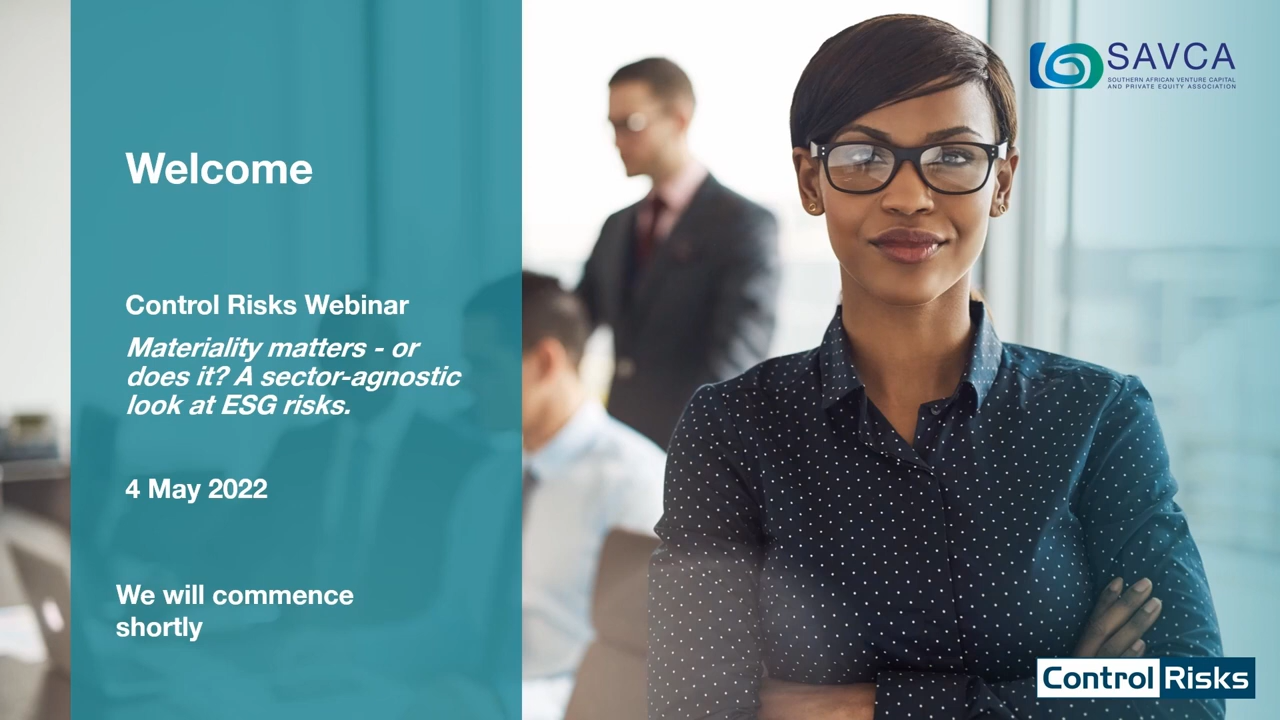 Welcome
Control Risks Webinar
Materiality matters - or
does it? A sector-agnostic
look at ESG risks.
4 May 2022
We will commence
shortly
SAVCA
SOUTHERN AFRICAN VENTURE CAPITAL
AND PRIVATE EQUITY ASSOCIATION
Control Risks